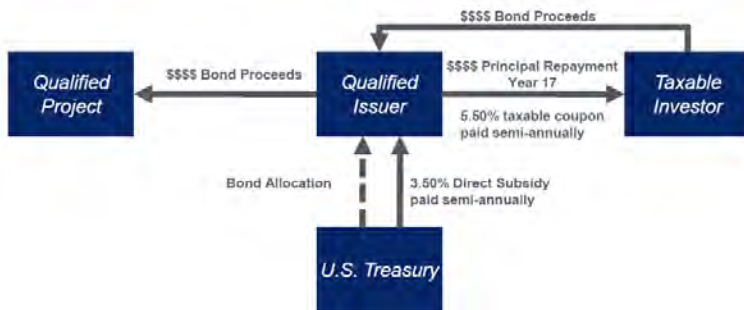 $$$$ Bond Proceeds
Qualified
Project
$$$$ Bond Proceeds
Qualified
Issuer
$$$$ Principal Repayment
Year 17
5.50% taxable coupon
paid semi-annually
Taxable
Investor
Bond Allocation
3.50% Direct Subsidy
paid semi-annually
U.S. Treasury